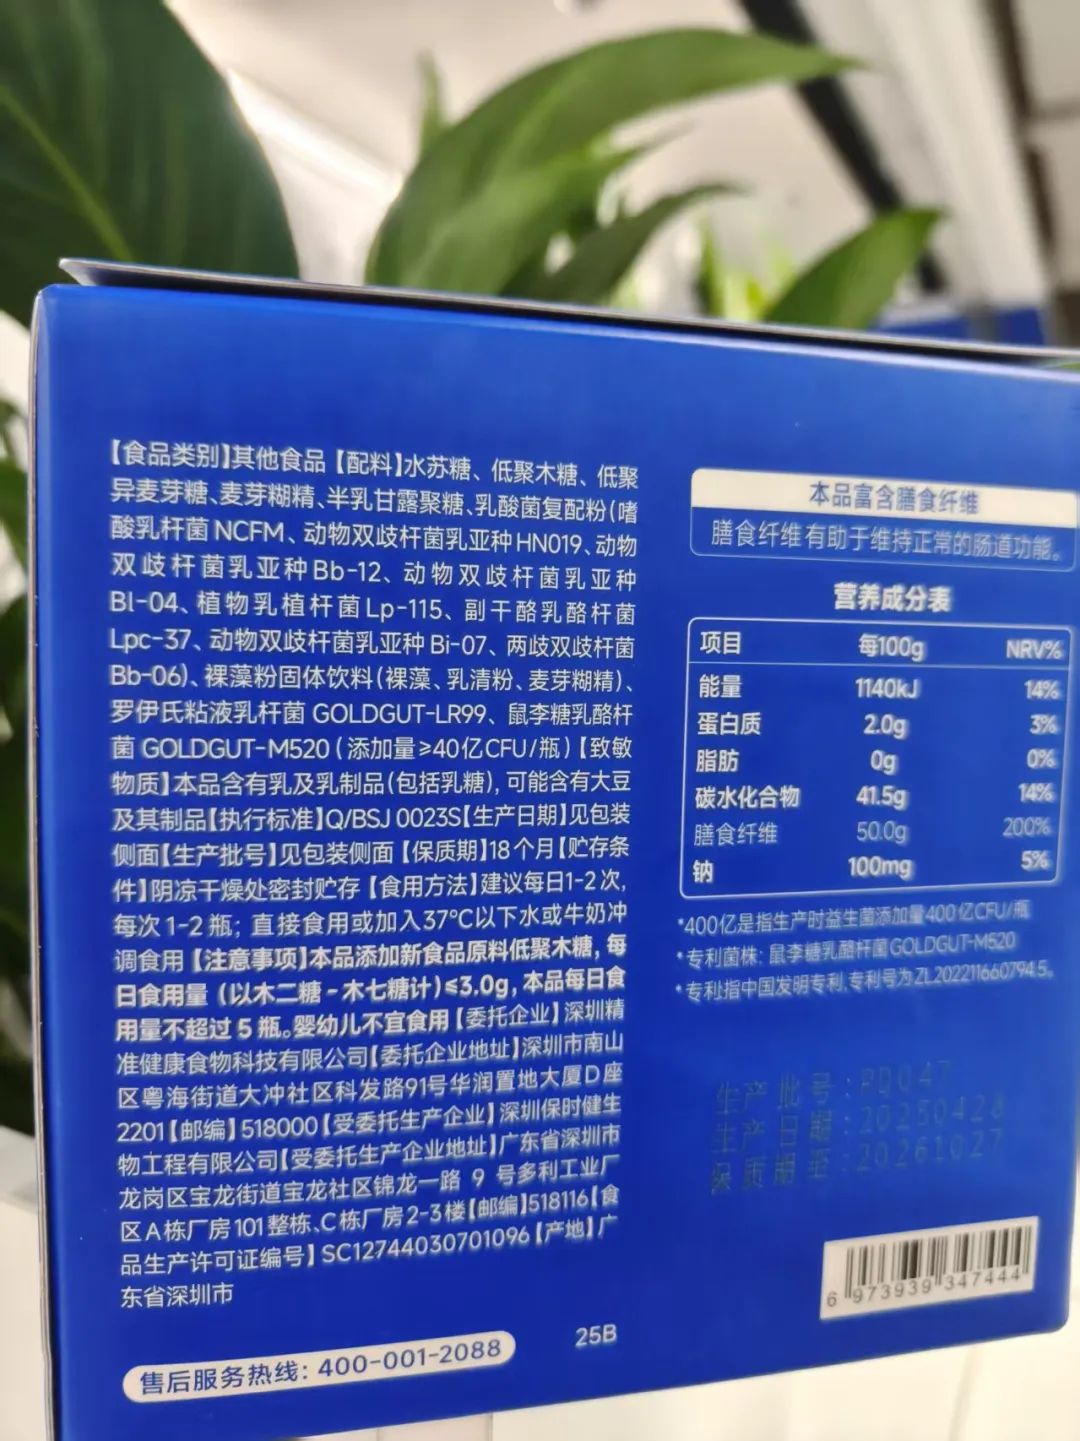 【食品类别】其他食品【配料】水苏糖、低聚木糖、低聚
异麦芽糖、麦芽糊精、半乳甘露聚糖、乳酸菌复配粉(嗜
酸乳杆菌NCFM、动物双歧杆菌乳亚种HN019、动物
双歧杆菌乳亚种Bb-12、动物双歧杆菌乳亚种
Bl-04、植物乳植杆菌Lp-115、副干酪乳酪杆菌
Lpc-37、动物双歧杆菌乳亚种Bi-07、两歧双歧杆菌
Bb-06)、裸藻粉固体饮料(裸藻、乳清粉、麦芽糊精)、
罗伊氏粘液乳杆菌 GOLDGUT-LR99、鼠李糖乳酪杆
菌GOLDGUT-M520(添加量≥40亿CFU/瓶)【致敏
物质】本品含有乳及乳制品(包括乳糖),可能含有大豆
及其制品【执行标准】Q/BSJ 0023S【生产日期】见包装
侧面【生产批号】见包装侧面【保质期】18个月【贮存条
件】阴凉干燥处密封贮存【食用方法】建议每日1-2次,
每次1-2瓶;直接食用或加入37℃以下水或牛奶冲
调食用【注意事项】本品添加新食品原料低聚木糖,每
日食用量(以木二糖-木七糖计)≤3.0g,本品每日食
用量不超过5瓶。婴幼儿不宜食用【委托企业】深圳精
准健康食物科技有限公司【委托企业地址】深圳市南山
区粤海街道大冲社区科发路91号华润置地大厦D座
2201【邮编】518000【受委托生产企业】深圳保时健生
物工程有限公司【受委托生产企业地址】广东省深圳市
龙岗区宝龙街道宝龙社区锦龙一路 9 号多利工业厂
区A栋厂房101整栋、C栋厂房2-3楼【邮编】518116【食
品生产许可证编号】SC12744030701096【产地】广
东省深圳市
售后服务热线:400-001-2088
25B
本品富含膳食纤维
膳食纤维有助于维持正常的肠道功能。
营养成分表
项目 每100g NRV%
能量 1140kJ 14%
蛋白质 2.0g 3%
脂肪 0g 0%
碳水化合物 41.5g 14%
膳食纤维 50.0g 200%
钠 100mg 5%
*400亿是指生产时益生菌添加量400亿CFU/瓶
*专利菌株:鼠李糖乳酪杆菌GOLDGUT-M520
*专利指中国发明专利,专利号为ZL202211660794.5。
生产批号:PD047
生产日期:20250428
保质期至:20261027
6 973939 347444